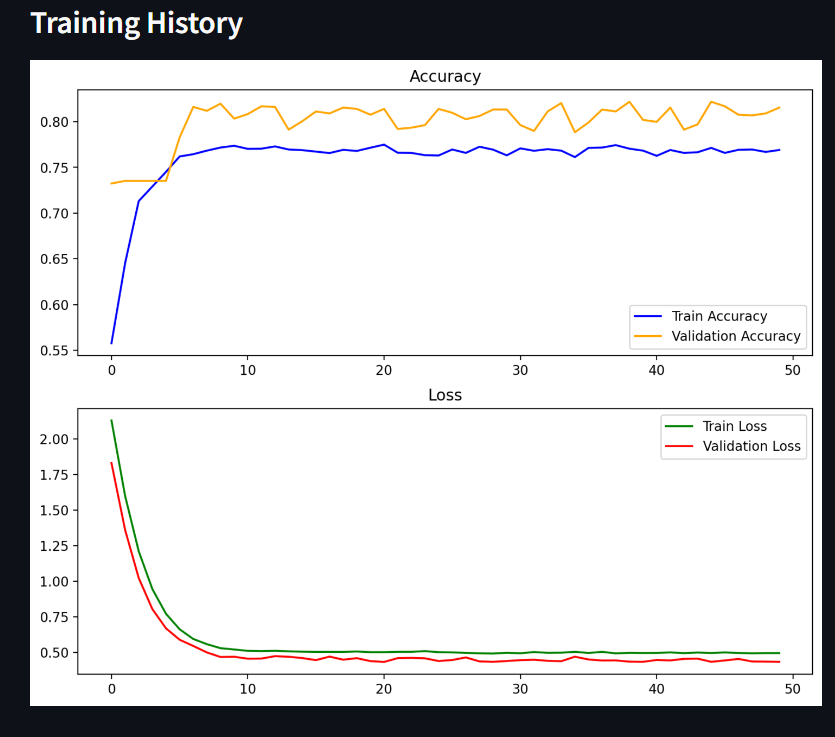 Training History
Accuracy
0.80
0.75
0.70
0.65
0.60
0.55
Train Accuracy
Validation Accuracy
0 10 20 30 40 50
Loss
2.00
1.75
1.50
1.25
1.00
0.75
0.50
Train Loss
Validation Loss
0 10 20 30 40 50